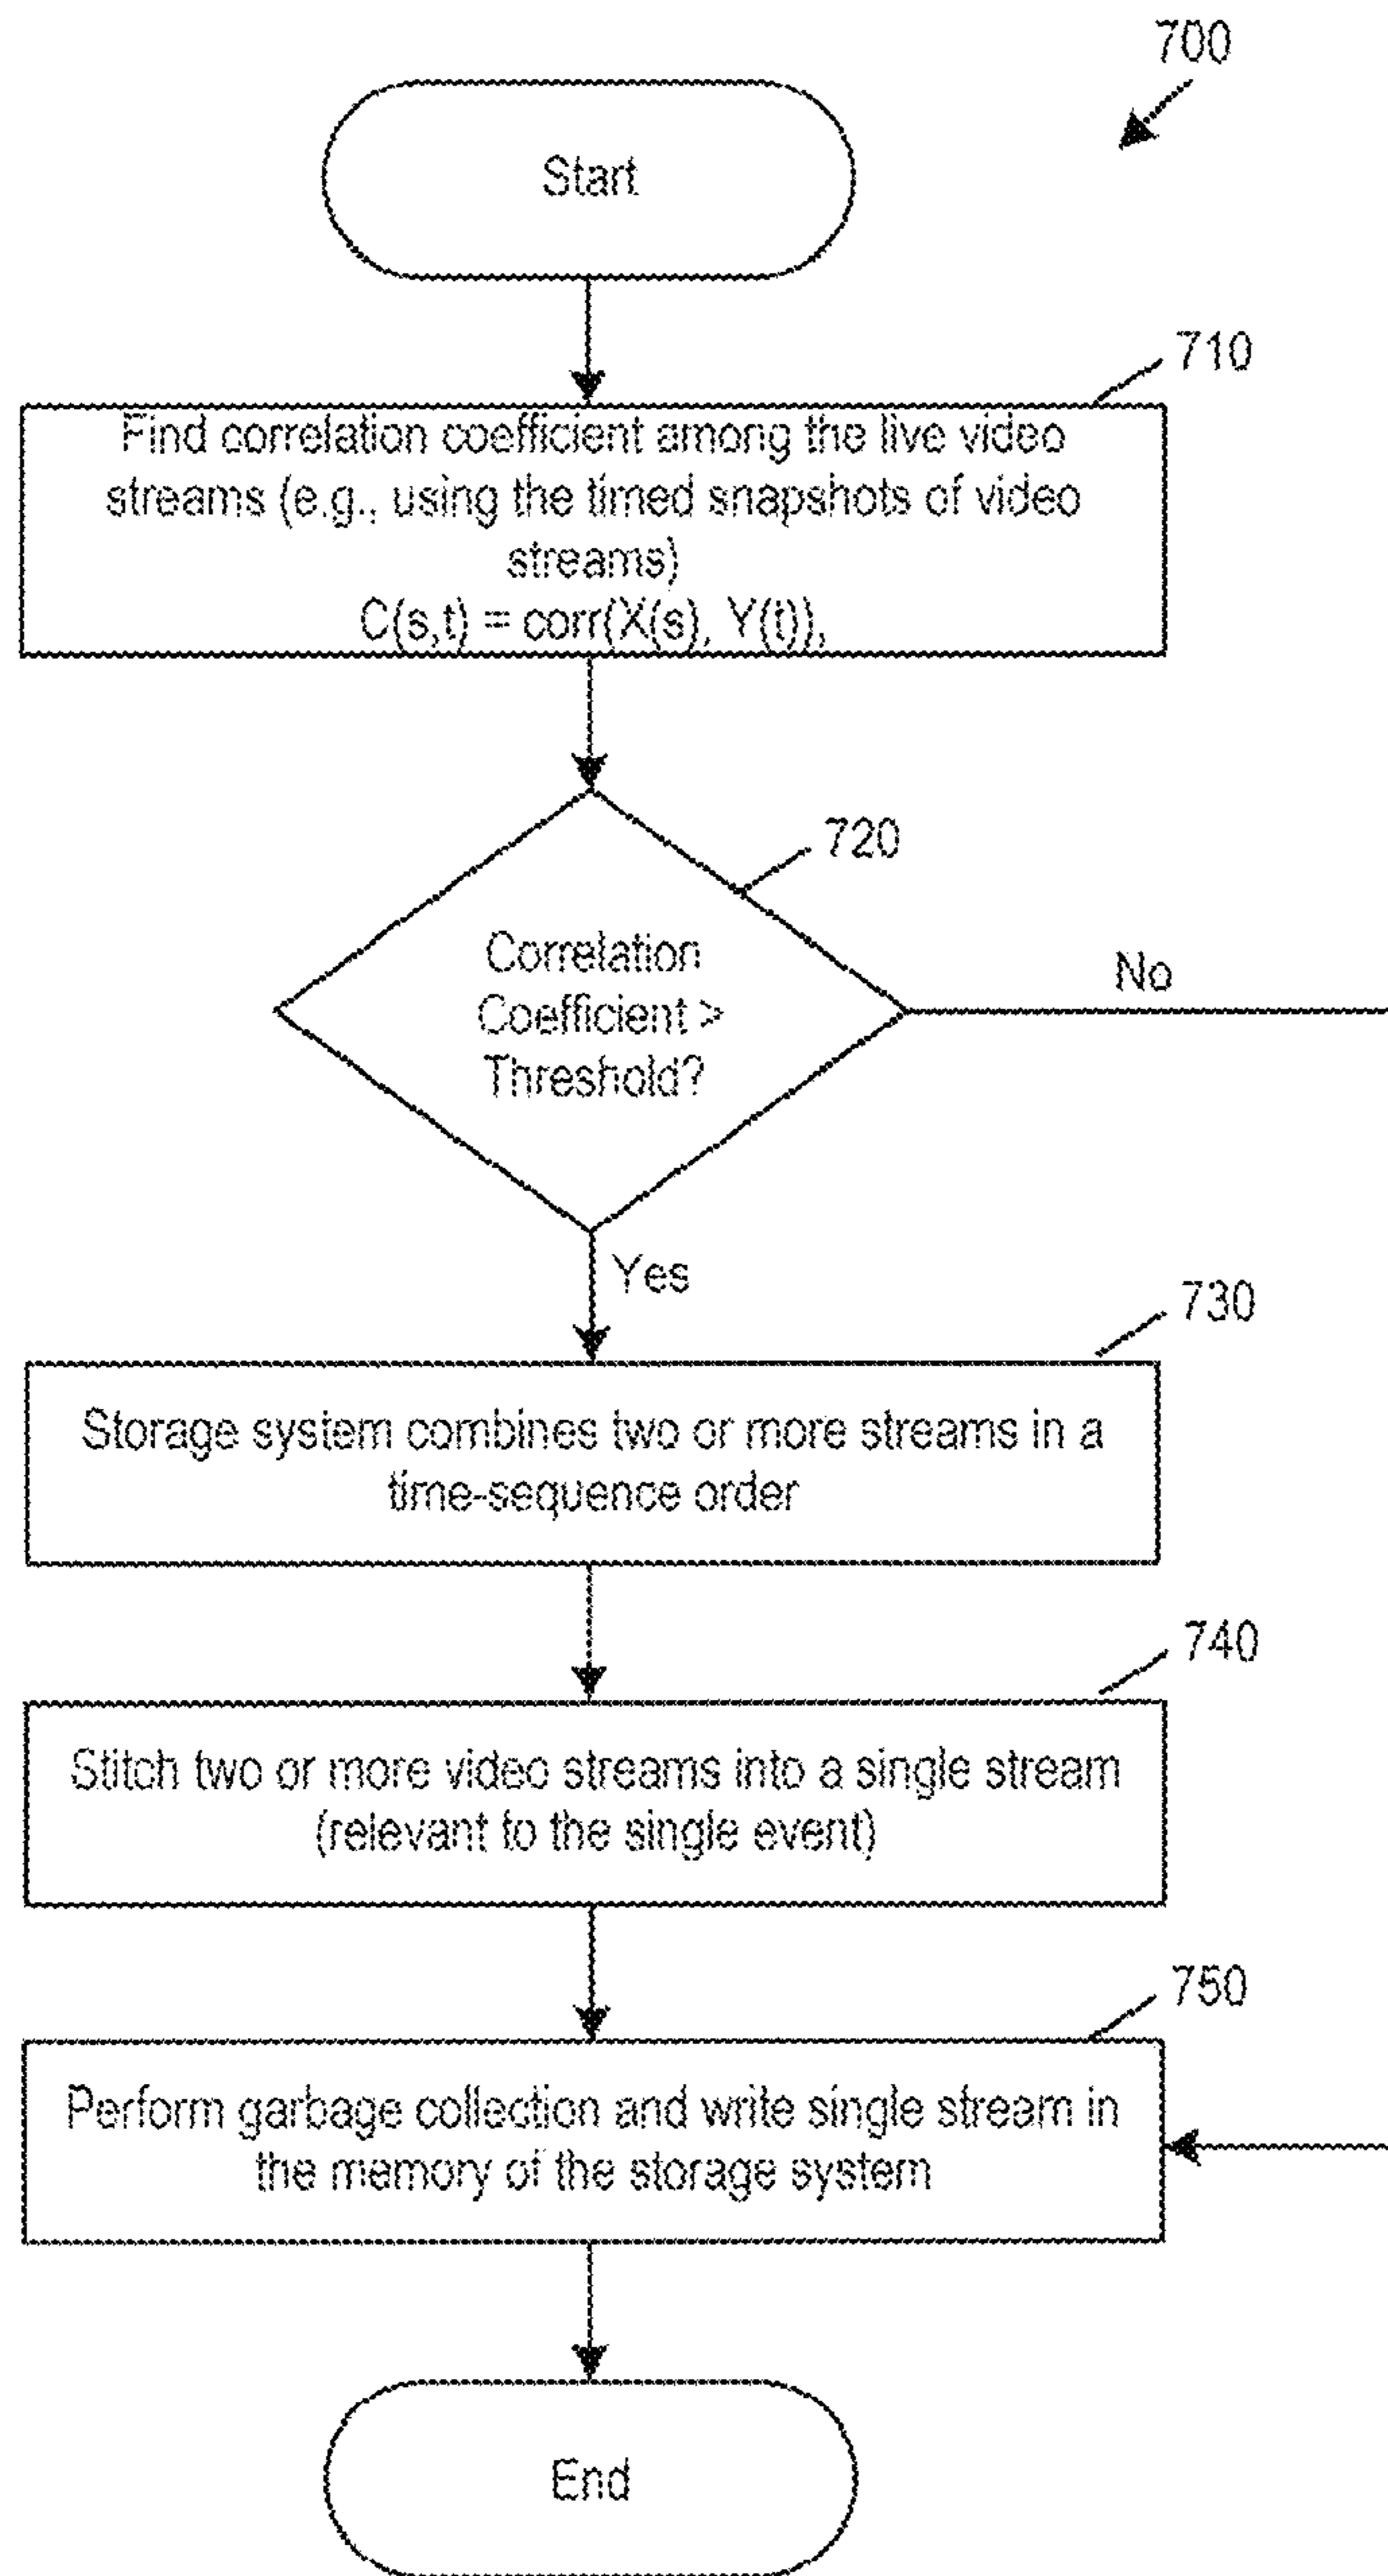 700
Start
710
Find correlation coefficient among the live video
streams (e.g., using the timed snapshots of video
streams)
C(s,t) = corr(X(s), Y(t)),
720
Correlation
Coefficient >
Threshold?
No
Yes
730
Storage system combines two or more streams in a
time-sequence order
740
Stitch two or more video streams into a single stream
(relevant to the single event)
750
Perform garbage collection and write single stream in
the memory of the storage system
End